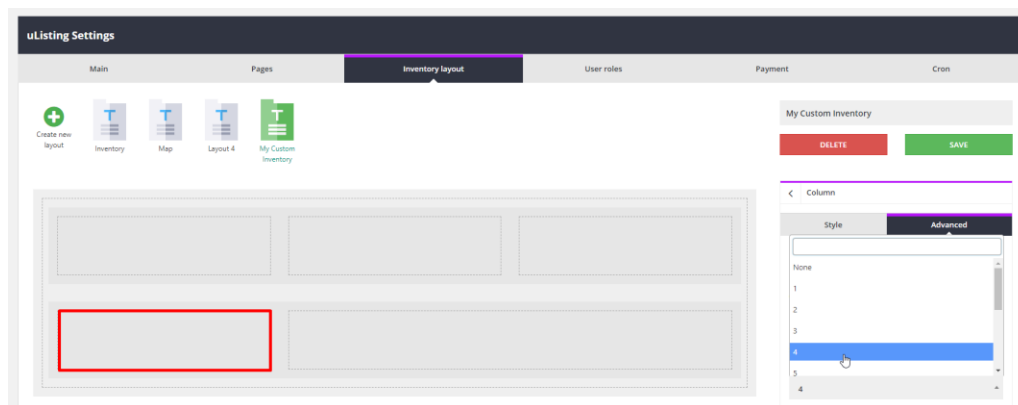 uListing Settings
Main Pages Inventory layout User roles Payment Cron
Create new
layout
Inventory
Map
Layout 4
My Custom
Inventory
My Custom Inventory
DELETE SAVE
Column
Style Advanced
None
1
2
3
4
5
4